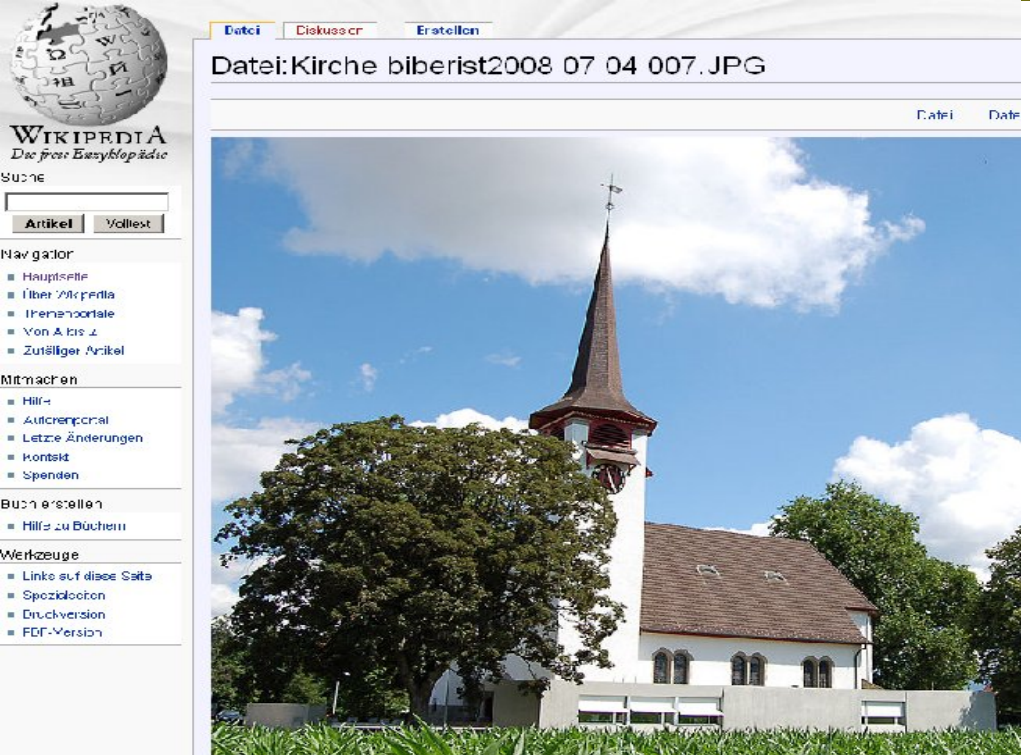 Datei Diskussion Erstellen
Datei:Kirche biberist2008 07 04 007.JPG
Datei Date
WIKIPEDIA
Die freie Enzyklopädie
Suche
Artikel Volltext
Navigation
Hauptseite
Über Wikipedia
Themenportale
Von A bis Z
Zufälliger Artikel
Mitmachen
Hilfe
Autorenportal
Letzte Änderungen
Kontakt
Spenden
Buch erstellen
Hilfe zu Büchern
Werkzeuge
Links auf diese Seite
Spezialseiten
Druckversion
PDF-Version